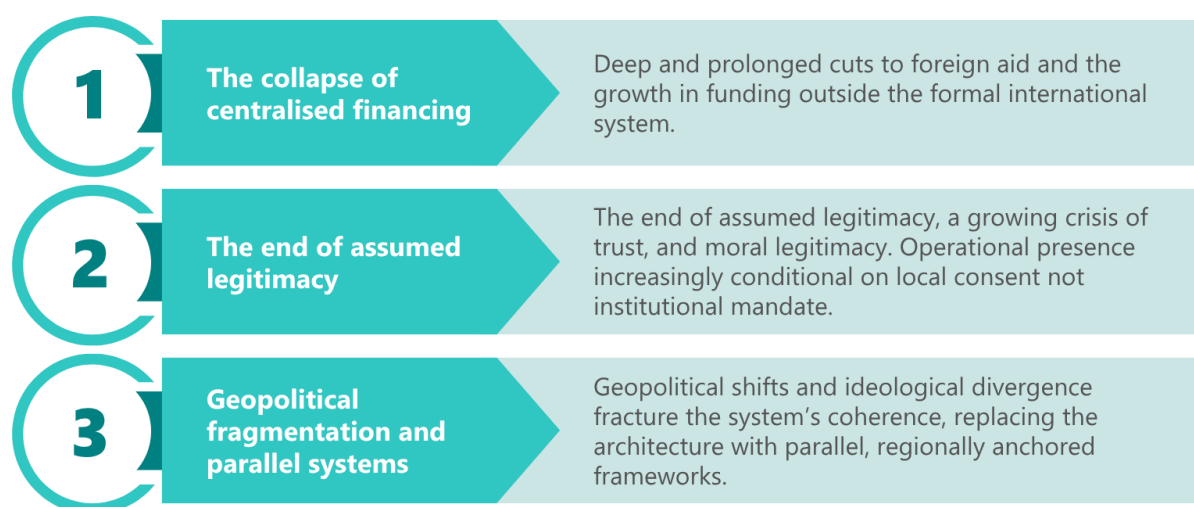 1
The collapse of
centralised financing
Deep and prolonged cuts to foreign aid and the
growth in funding outside the formal international
system.
2
The end of assumed
legitimacy
The end of assumed legitimacy, a growing crisis of
trust, and moral legitimacy. Operational presence
increasingly conditional on local consent not
institutional mandate.
3
Geopolitical
fragmentation and
parallel systems
Geopolitical shifts and ideological divergence
fracture the system’s coherence, replacing the
architecture with parallel, regionally anchored
frameworks.